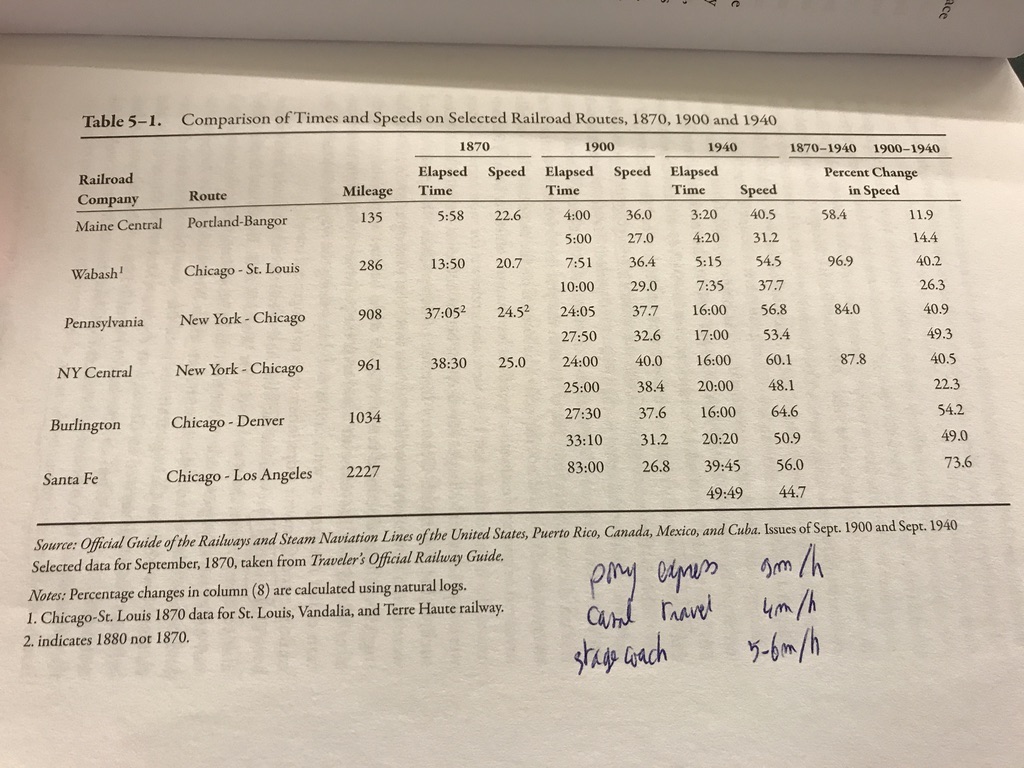 ace
Table 5–1. Comparison of Times and Speeds on Selected Railroad Routes, 1870, 1900 and 1940
1870 1900 1940 1870–1940 1900–1940
Railroad Company Route Mileage Elapsed Time Speed Elapsed Time Speed Elapsed Time Speed Percent Change in Speed
Maine Central Portland-Bangor 135 5:58 22.6 4:00 36.0 3:20 40.5 58.4 11.9
5:00 27.0 4:20 31.2 14.4
Wabash¹ Chicago - St. Louis 286 13:50 20.7 7:51 36.4 5:15 54.5 96.9 40.2
10:00 29.0 7:35 37.7 26.3
Pennsylvania New York - Chicago 908 37:05² 24.5² 24:05 37.7 16:00 56.8 84.0 40.9
27:50 32.6 17:00 53.4 49.3
NY Central New York - Chicago 961 38:30 25.0 24:00 40.0 16:00 60.1 87.8 40.5
25:00 38.4 20:00 48.1 22.3
Burlington Chicago - Denver 1034 27:30 37.6 16:00 64.6 54.2
33:10 31.2 20:20 50.9 49.0
Santa Fe Chicago - Los Angeles 2227 83:00 26.8 39:45 56.0 73.6
49:49 44.7
Source: Official Guide of the Railways and Steam Naviation Lines of the United States, Puerto Rico, Canada, Mexico, and Cuba. Issues of Sept. 1900 and Sept. 1940
Selected data for September, 1870, taken from Traveler's Official Railway Guide.
Notes: Percentage changes in column (8) are calculated using natural logs.
1. Chicago-St. Louis 1870 data for St. Louis, Vandalia, and Terre Haute railway.
2. indicates 1880 not 1870.
pony express 9m/h
canal travel 4m/h
stage coach 5-6m/h